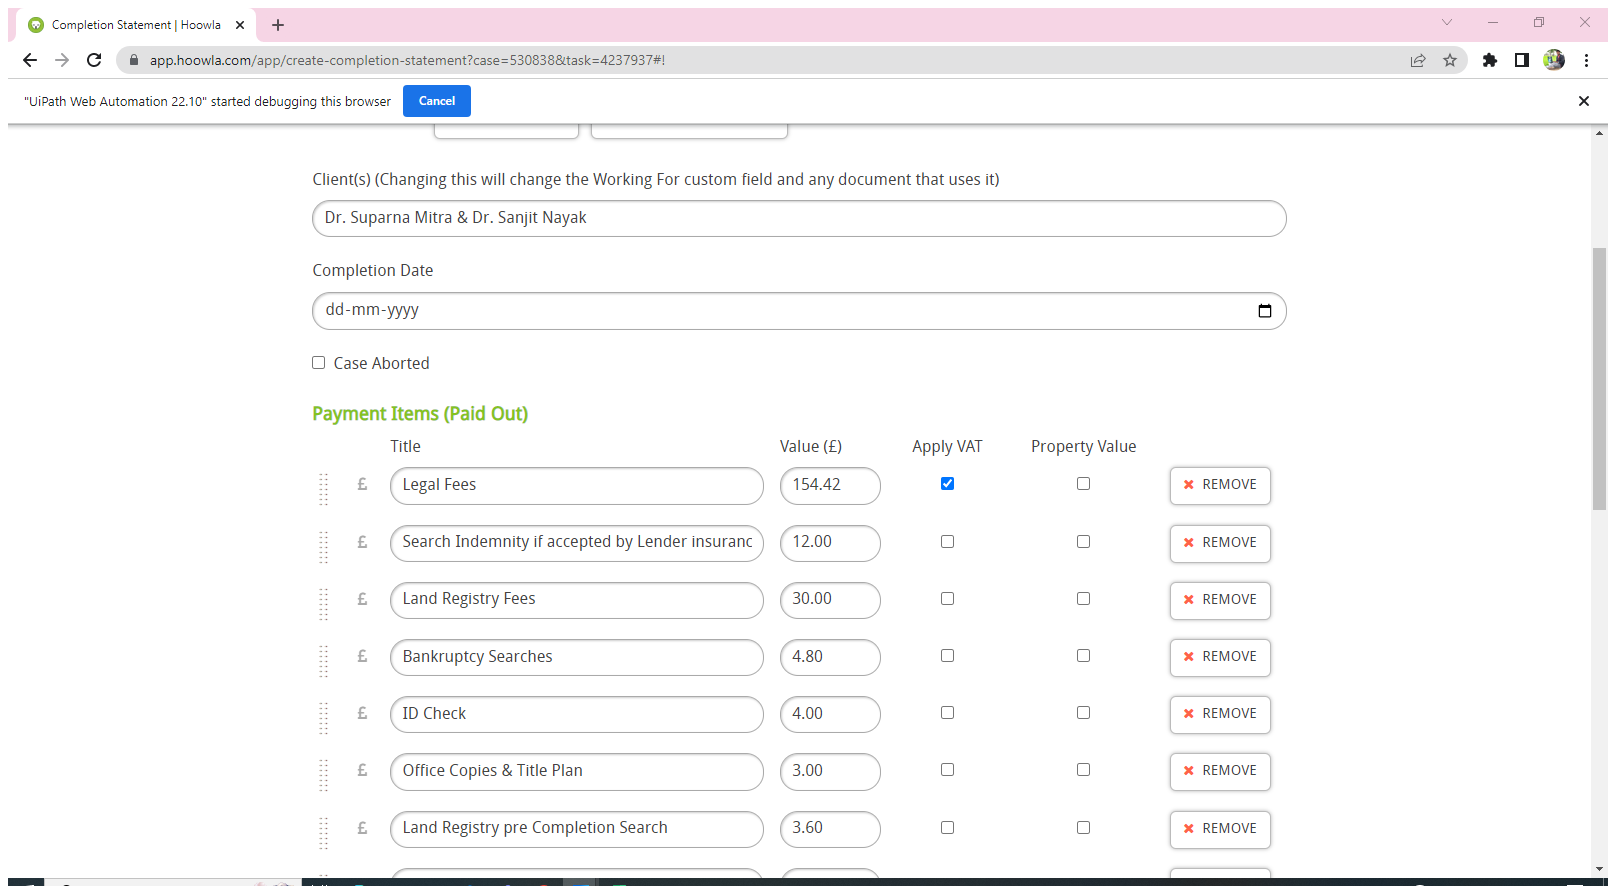 Completion Statement | Hoowla
app.hoowla.com/app/create-completion-statement?case=530838&task=4237937#!
"UiPath Web Automation 22.10" started debugging this browser Cancel
Client(s) (Changing this will change the Working For custom field and any document that uses it)
Dr. Suparna Mitra & Dr. Sanjit Nayak
Completion Date
dd-mm-yyyy
Case Aborted
Payment Items (Paid Out)
Title Value (£) Apply VAT Property Value
£ Legal Fees 154.42 REMOVE
£ Search Indemnity if accepted by Lender insuranc 12.00 REMOVE
£ Land Registry Fees 30.00 REMOVE
£ Bankruptcy Searches 4.80 REMOVE
£ ID Check 4.00 REMOVE
£ Office Copies & Title Plan 3.00 REMOVE
£ Land Registry pre Completion Search 3.60 REMOVE